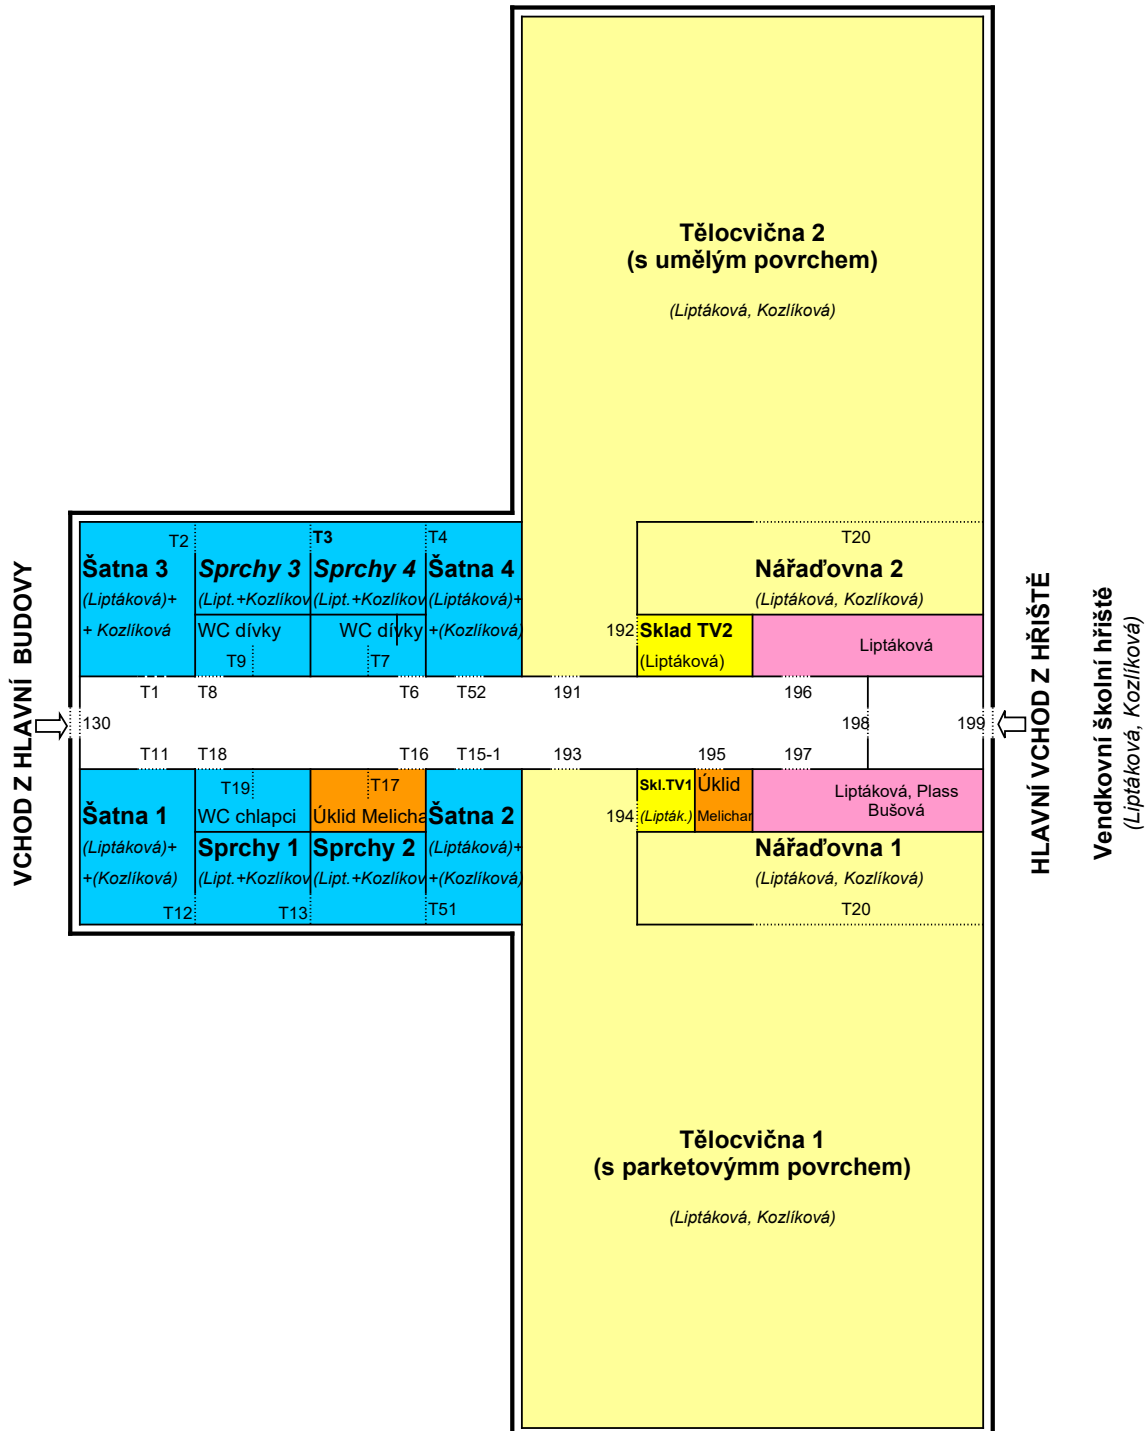 Tělocvična 2
(s umělým povrchem)
(Liptáková, Kozlíková)
T2
T3
T4
T20
Šatna 3
Sprchy 3
Sprchy 4
Šatna 4
Nářaďovna 2
(Liptáková)+
(Lipt.+Kozlíkov
(Lipt.+Kozlíkov
(Liptáková)+
(Liptáková, Kozlíková)
+ Kozlíková
WC dívky
WC dívky
+(Kozlíková)
192
Sklad TV2
Liptáková
T9
T7
(Liptáková)
T1
T8
T6
T52
191
196
130
198
199
T11
T18
T16
T15-1
193
195
197
T19
T17
Skl.TV1
Úklid
Liptáková, Plass
Bušová
Šatna 1
WC chlapci
Úklid Melicha
Šatna 2
194
(Lipták.)
Melichar
(Liptáková)+
Sprchy 1
Sprchy 2
(Liptáková)+
Nářaďovna 1
+(Kozlíková)
(Lipt.+Kozlíkov
(Lipt.+Kozlíkov
+(Kozlíková)
(Liptáková, Kozlíková)
T12
T13
T51
T20
Tělocvična 1
(s parketovýmm povrchem)
(Liptáková, Kozlíková)
VCHOD Z HLAVNÍ BUDOVY
HLAVNÍ VCHOD Z HŘIŠTĚ
Vendkovní školní hřiště
(Liptáková, Kozlíková)